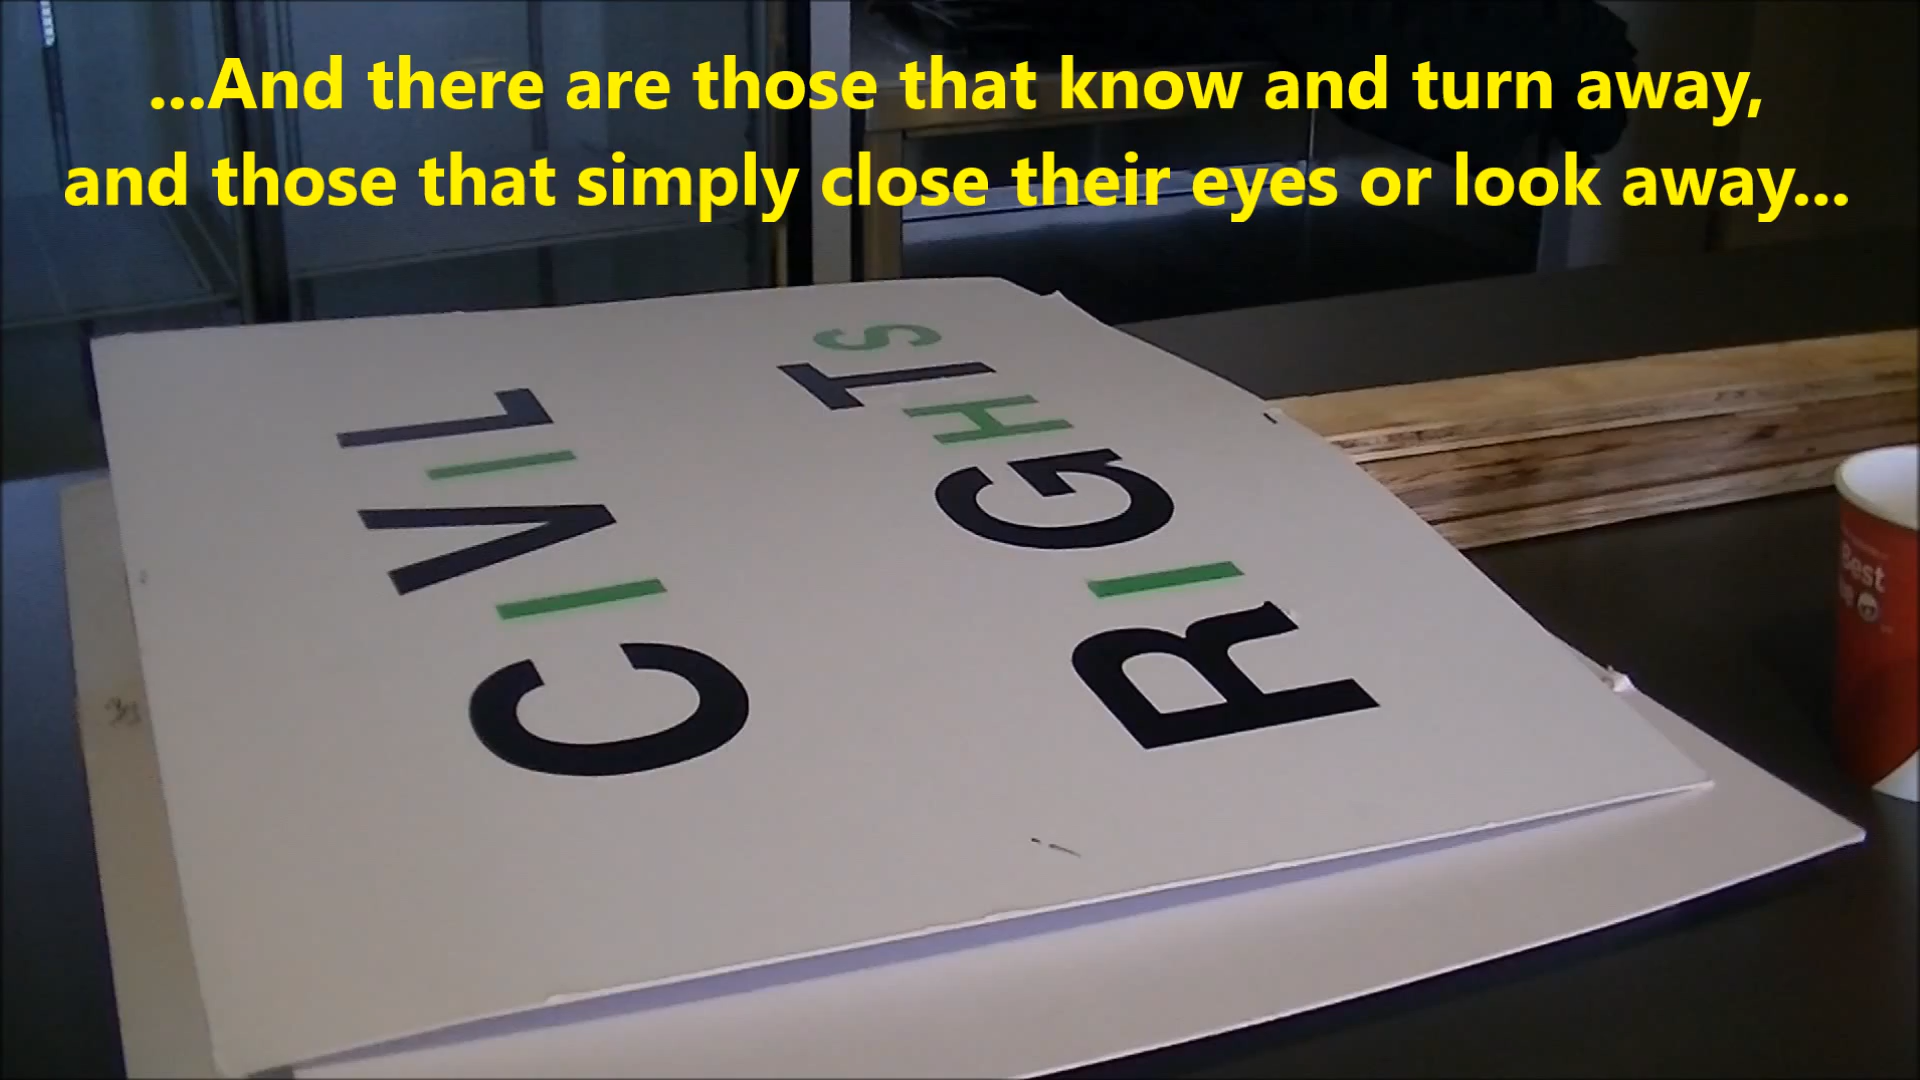 ...And there are those that know and turn away,
and those that simply close their eyes or look away...
CIVIL
RIGHTS
Best